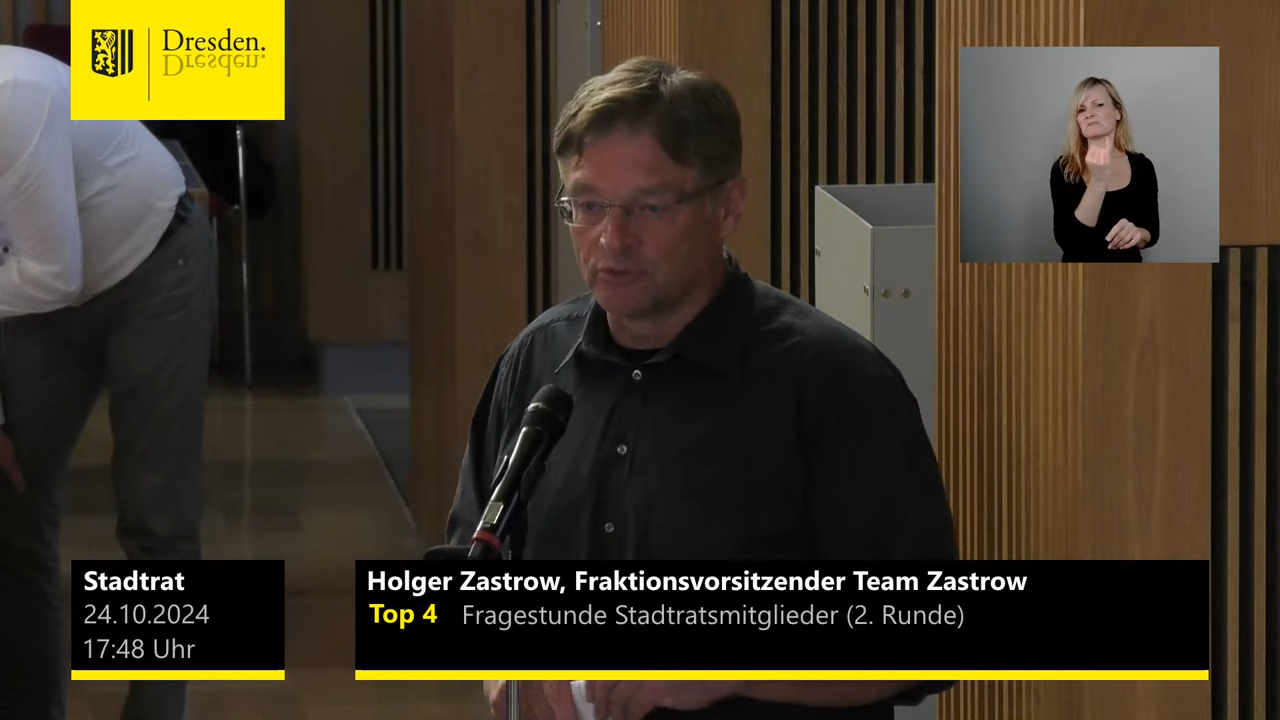 Dresden.
Dresden.
Stadtrat
24.10.2024
17:48 Uhr
Holger Zastrow, Fraktionsvorsitzender Team Zastrow
Top 4 Fragestunde Stadtratsmitglieder (2. Runde)